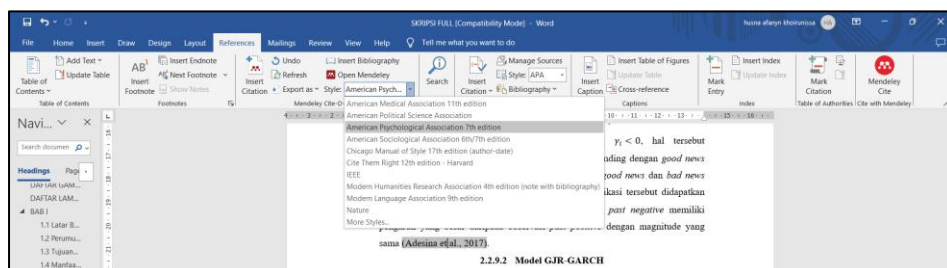 SKRIPSI FULL [Compatibility Mode] - Word
husna afanyn khoirunissa
File Home Insert Draw Design Layout References Mailings Review View Help Tell me what you want to do
Table of Contents
Add Text
Update Table
Table of Contents
AB
Insert Footnote
Insert Endnote
Next Footnote
Show Notes
Footnotes
Insert Citation
Undo
Refresh
Export as
Insert Bibliography
Open Mendeley
Style: American Psych...
Mendeley Cite-O
Search
Insert Citation
Manage Sources
Style: APA
Bibliography
Insert Caption
Insert Table of Figures
Update Table
Cross-reference
Captions
Mark Entry
Insert Index
Update Index
Index
Mark Citation
Table of Authorities
Mendeley Cite
Cite with Mendeley
American Medical Association 11th edition
American Political Science Association
American Psychological Association 7th edition
American Sociological Association 6th/7th edition
Chicago Manual of Style 17th edition (author-date)
Cite Them Right 12th edition - Harvard
IEEE
Modern Humanities Research Association 4th edition (note with bibliography)
Modern Language Association 9th edition
Nature
More Styles...
Navi...
Search documen
Headings Page
DAFTAR GAM...
DAFTAR LAM...
BAB I
1.1 Latar B...
1.2 Perumu...
1.3 Tujuan...
1.4 Manfaa...
γᵢ < 0, hal tersebut
nding dengan good news
good news dan bad news
ikasi tersebut didapatkan
past negative memiliki
dengan magnitude yang
sama (Adesina et al., 2017).
2.2.9.2 Model GJR-GARCH